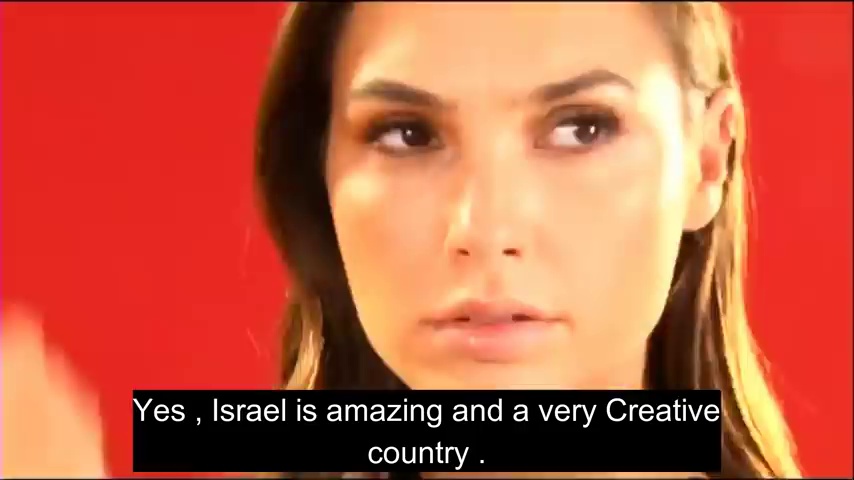 Yes , Israel is amazing and a very Creative
country .